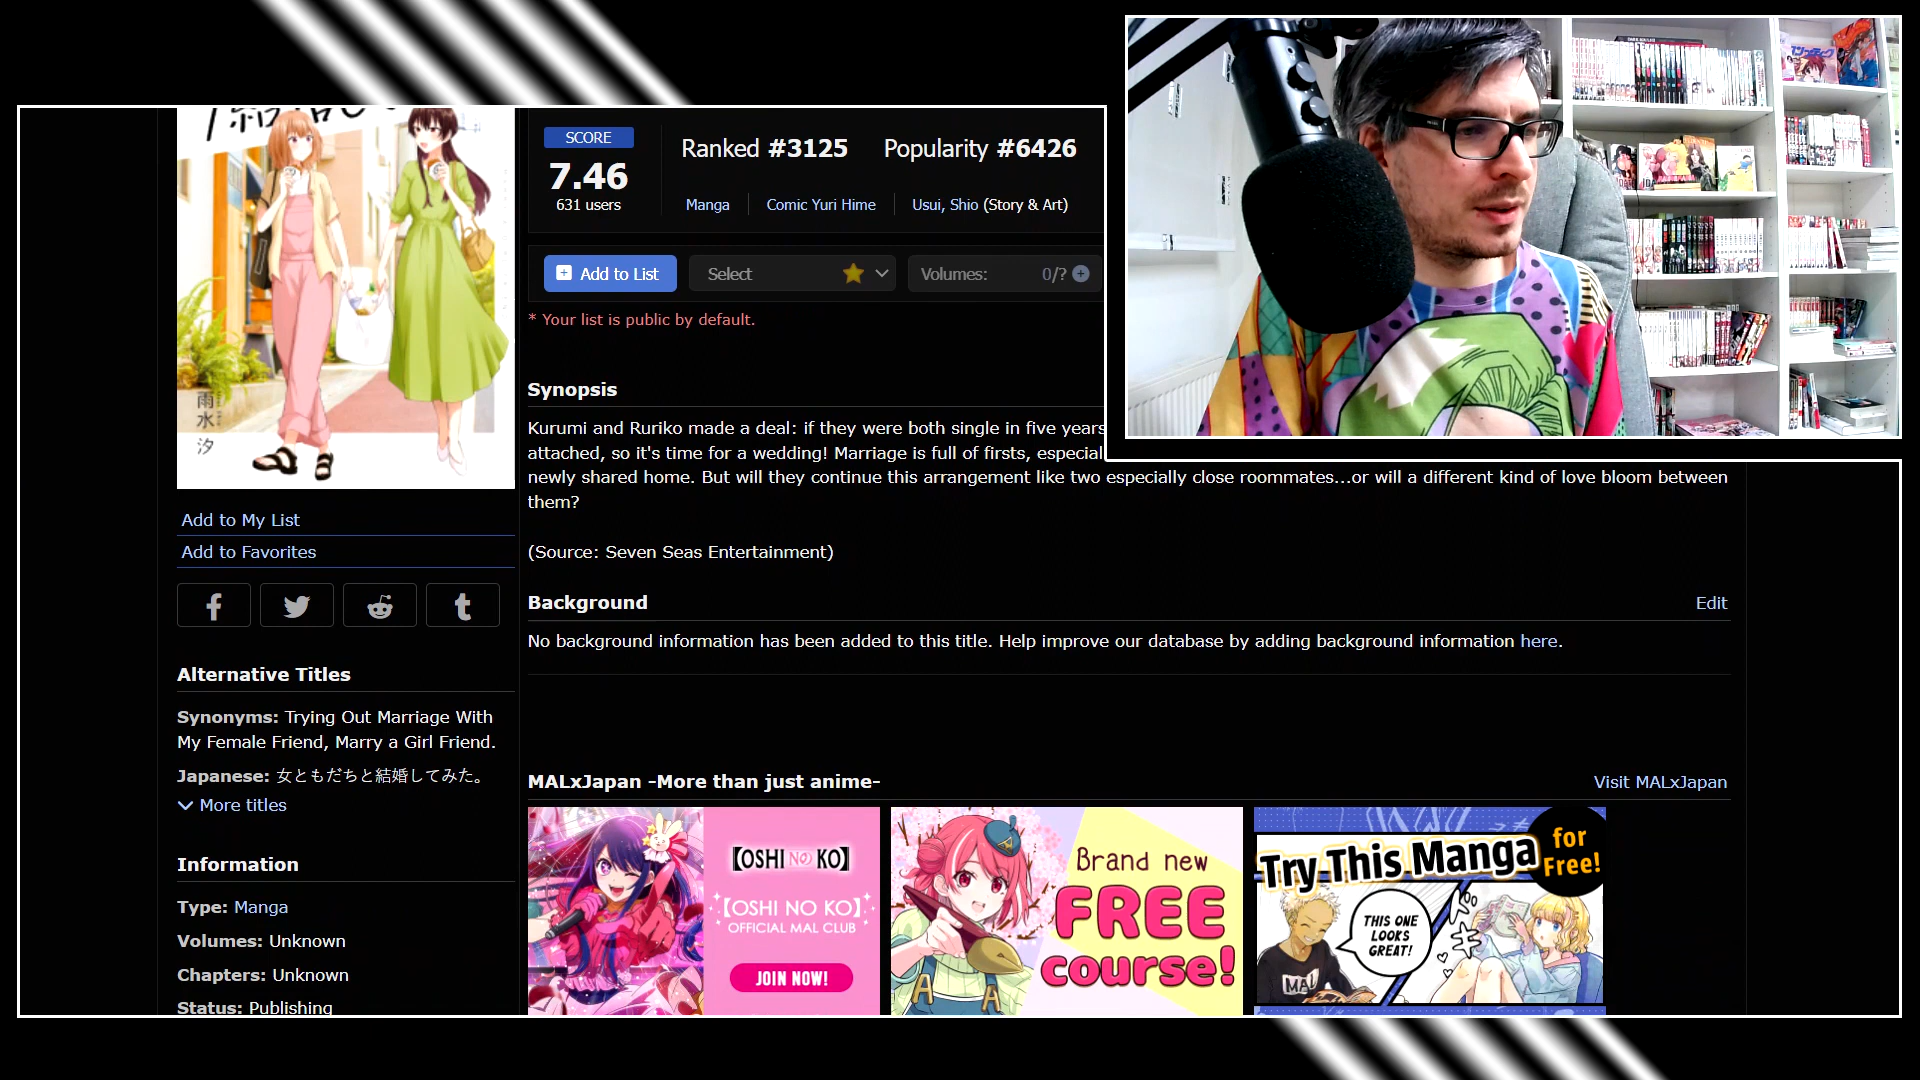 SCORE
7.46
631 users
Ranked #3125
Popularity #6426
Manga
Comic Yuri Hime
Usui, Shio (Story & Art)
Add to List
Select
Volumes:
0/?
* Your list is public by default.
Synopsis
Kurumi and Ruriko made a deal: if they were both single in five years
attached, so it's time for a wedding! Marriage is full of firsts, especial
newly shared home. But will they continue this arrangement like two especially close roommates...or will a different kind of love bloom between
them?
(Source: Seven Seas Entertainment)
Background
Edit
No background information has been added to this title. Help improve our database by adding background information here.
雨水汐
Add to My List
Add to Favorites
Alternative Titles
Synonyms: Trying Out Marriage With
My Female Friend, Marry a Girl Friend.
Japanese: 女ともだちと結婚してみた。
More titles
Information
Type: Manga
Volumes: Unknown
Chapters: Unknown
Status: Publishing
MALxJapan -More than just anime-
Visit MALxJapan
【OSHI NO KO】
【OSHI NO KO】
OFFICIAL MAL CLUB
JOIN NOW!
Brand new
FREE
course!
Try This Manga
for
Free!
THIS ONE
LOOKS
GREAT!
ドキ
MAL